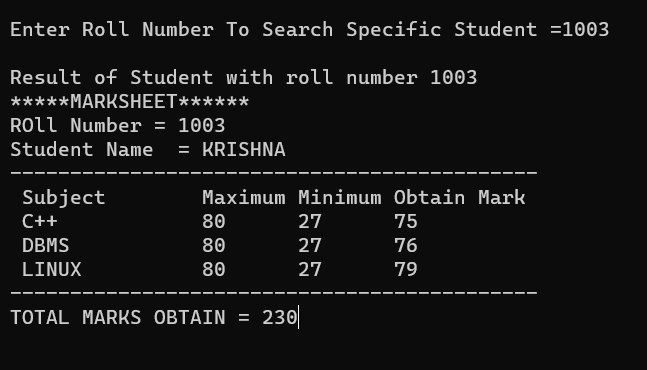 Enter Roll Number To Search Specific Student =1003
Result of Student with roll number 1003
*****MARKSHEET******
ROll Number = 1003
Student Name  = KRISHNA
--------------------------------------------
 Subject        Maximum Minimum Obtain Mark
 C++            80      27      75
 DBMS           80      27      76
 LINUX          80      27      79
--------------------------------------------
TOTAL MARKS OBTAIN = 230